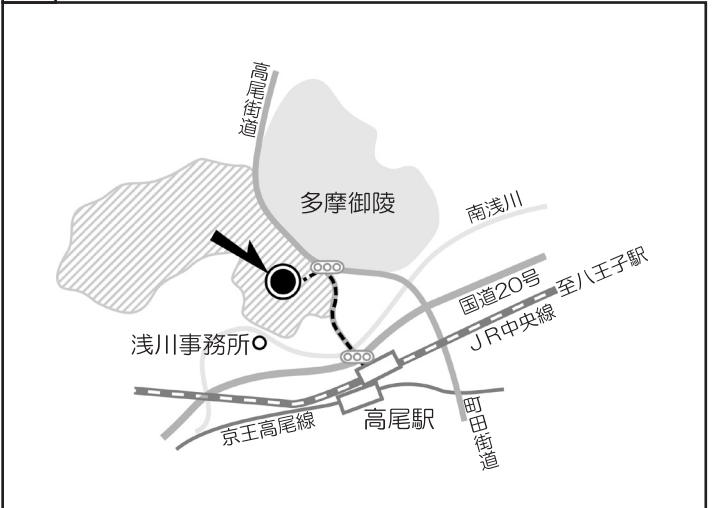 高尾街道
多摩御陵
南浅川
国道20号
至八王子駅
JR中央線
浅川事務所
京王高尾線
高尾駅
町田街道